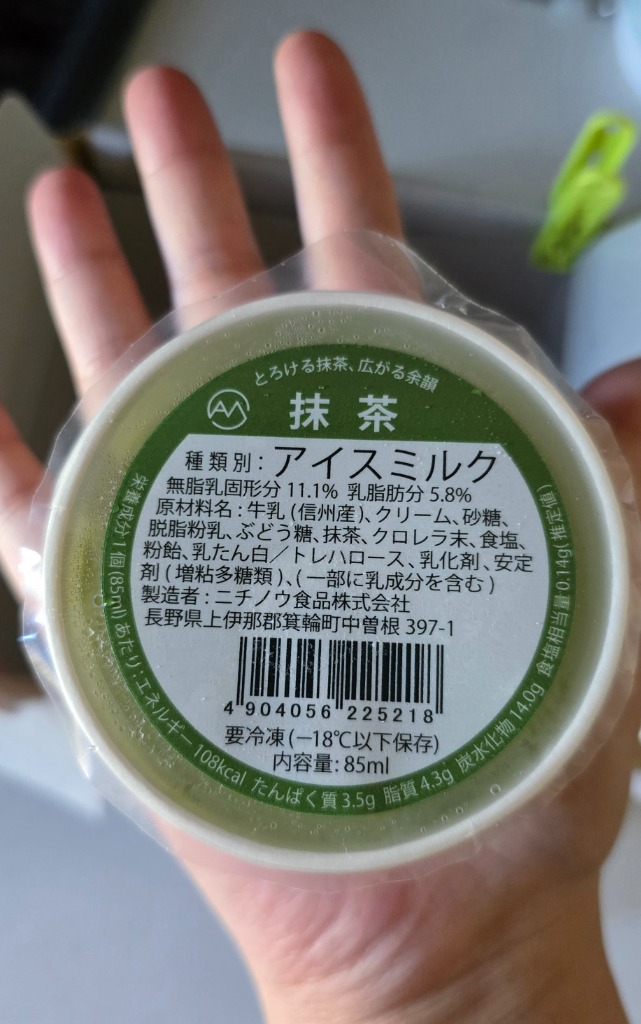 とろける抹茶、広がる余韻
抹茶
種類別:アイスミルク
無脂乳固形分 11.1% 乳脂肪分 5.8%
原材料名:牛乳(信州産)、クリーム、砂糖、
脱脂粉乳、ぶどう糖、抹茶、クロレラ末、食塩、
粉飴、乳たん白／トレハロース、乳化剤、安定
剤(増粘多糖類)、(一部に乳成分を含む)
製造者:ニチノウ食品株式会社
長野県上伊那郡箕輪町中曽根 397-1
4 904056 225218
要冷凍(−18℃以下保存)
内容量:85ml
栄養成分 1個(85ml)あたり:エネルギー 108kcal たんぱく質 3.5g 脂質 4.3g 炭水化物 14.0g 食塩相当量 0.14g(推定値)